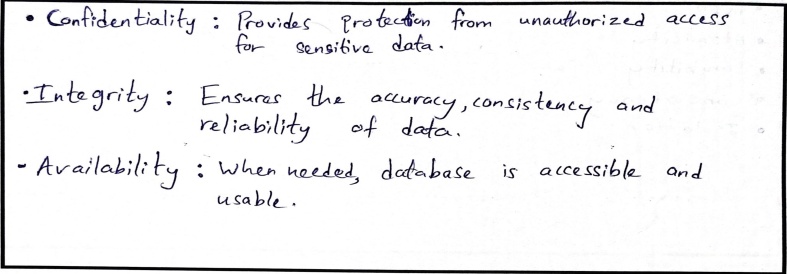 • Confidentiality : Provides protection from unauthorized access
for sensitive data.
• Integrity : Ensures the accuracy, consistency and
reliability of data.
- Availability : When needed, database is accessible and
usable.